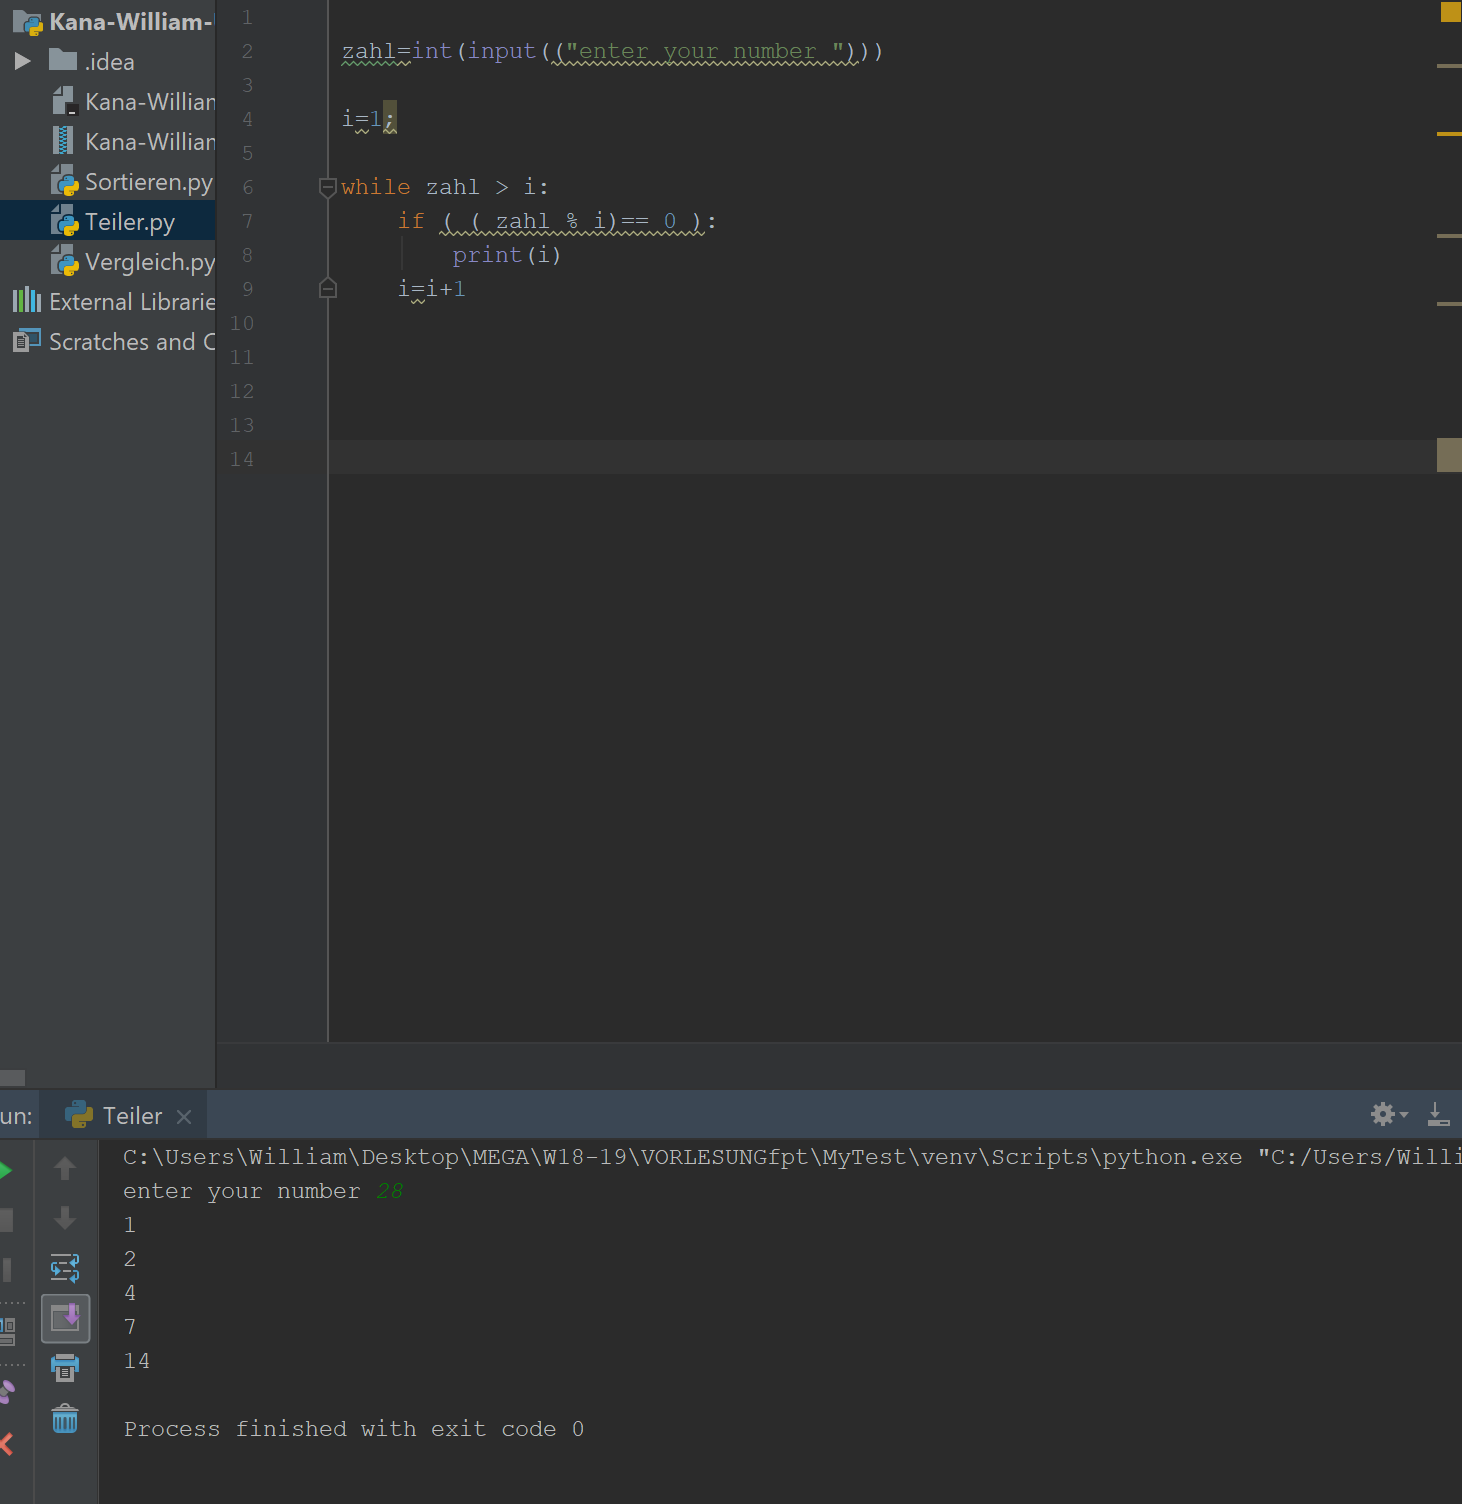 Kana-William-
.idea
Kana-William
Kana-William
Sortieren.py
Teiler.py
Vergleich.py
External Librarie
Scratches and C
1
2 zahl=int(input(("enter your number ")))
3
4 i=1;
5
6 while zahl > i:
7 if ( ( zahl % i)== 0 ):
8 print(i)
9 i=i+1
10
11
12
13
14
un: Teiler
C:\Users\William\Desktop\MEGA\W18-19\VORLESUNGfpt\MyTest\venv\Scripts\python.exe "C:/Users/Willi
enter your number 28
1
2
4
7
14
Process finished with exit code 0